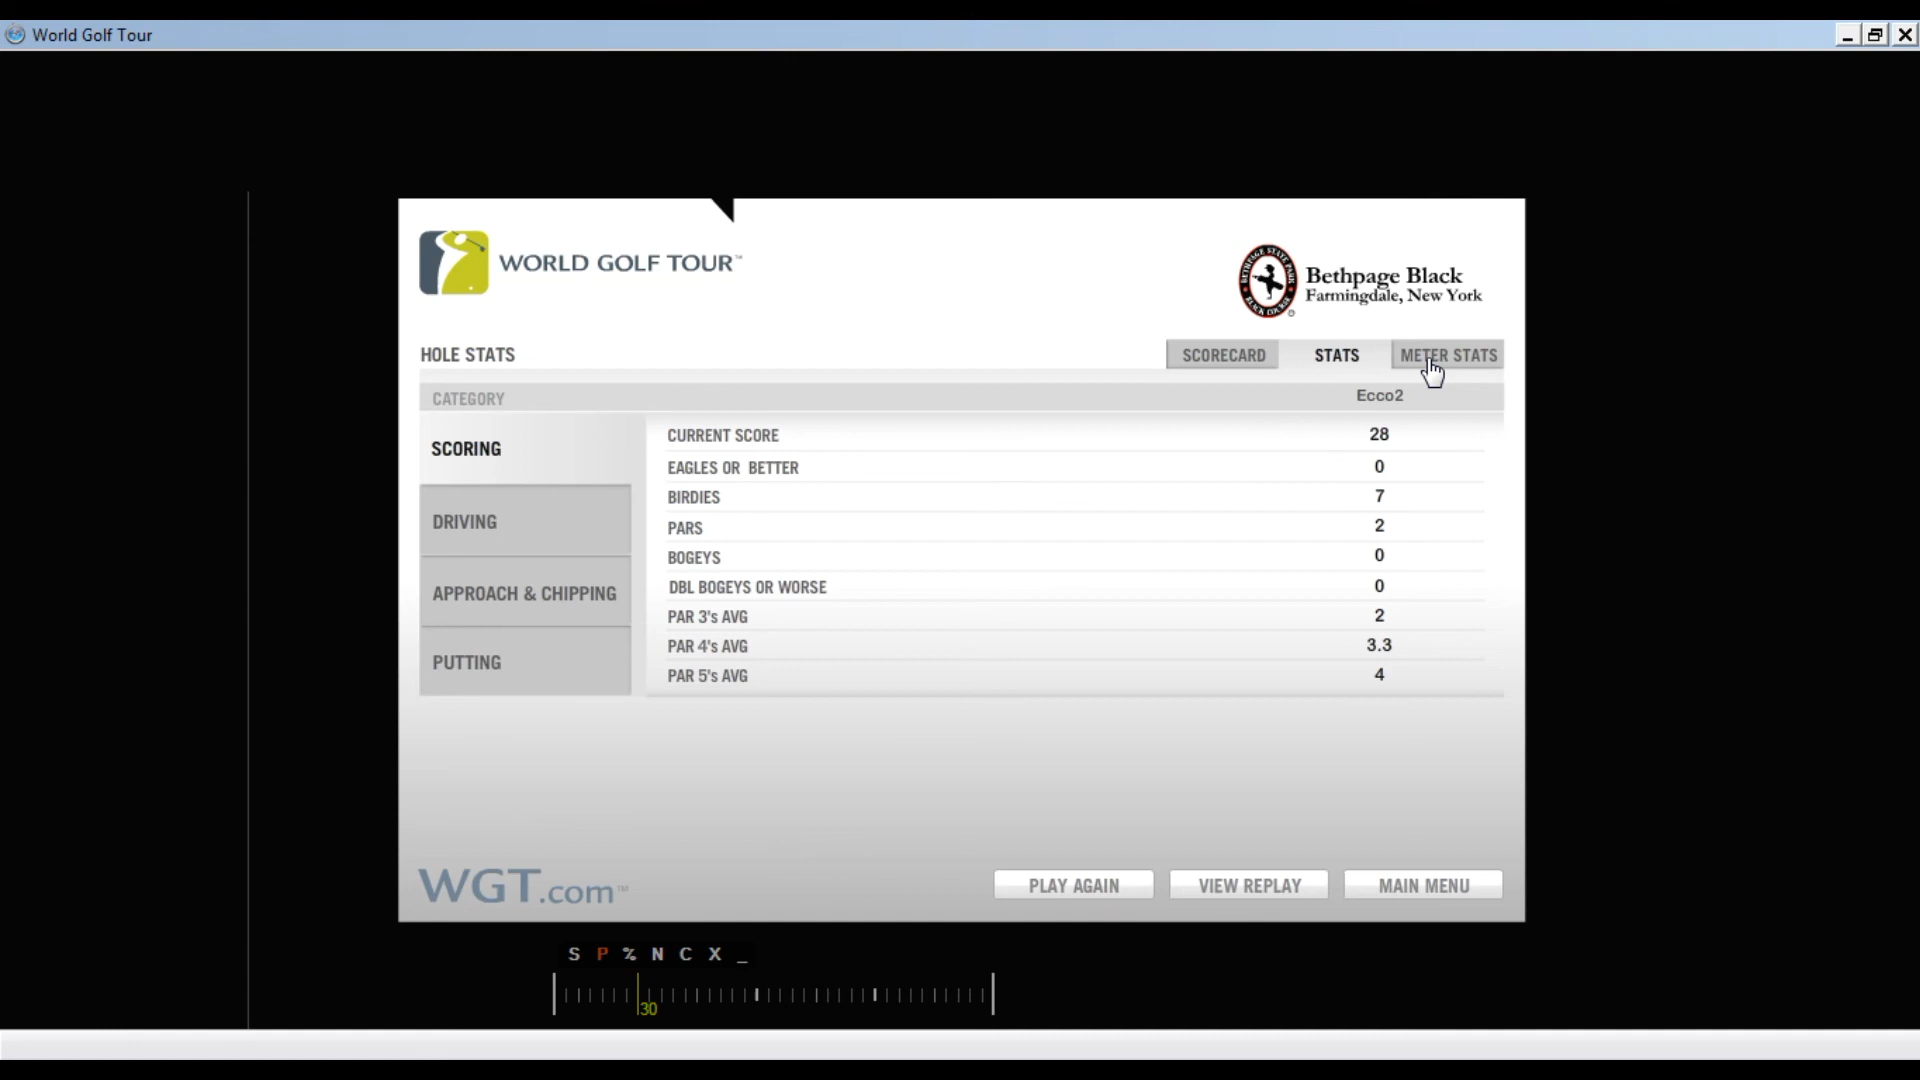 World Golf Tour
WORLD GOLF TOUR™
Bethpage Black
Farmingdale, New York
HOLE STATS
SCORECARD STATS METER STATS
CATEGORY Ecco2
SCORING
DRIVING
APPROACH & CHIPPING
PUTTING
CURRENT SCORE 28
EAGLES OR BETTER 0
BIRDIES 7
PARS 2
BOGEYS 0
DBL BOGEYS OR WORSE 0
PAR 3's AVG 2
PAR 4's AVG 3.3
PAR 5's AVG 4
WGT.com™
PLAY AGAIN VIEW REPLAY MAIN MENU
S P % N C X _
30